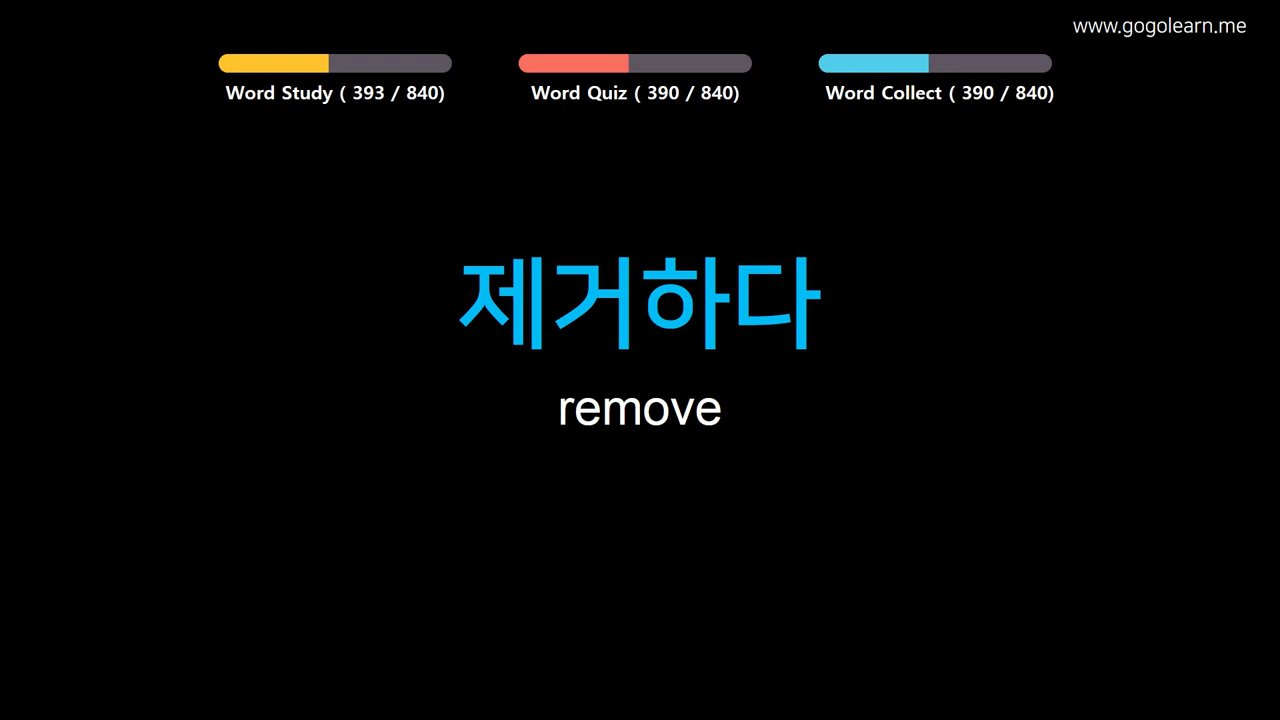 www.gogolearn.me
Word Study ( 393 / 840)
Word Quiz ( 390 / 840)
Word Collect ( 390 / 840)
제거하다
remove